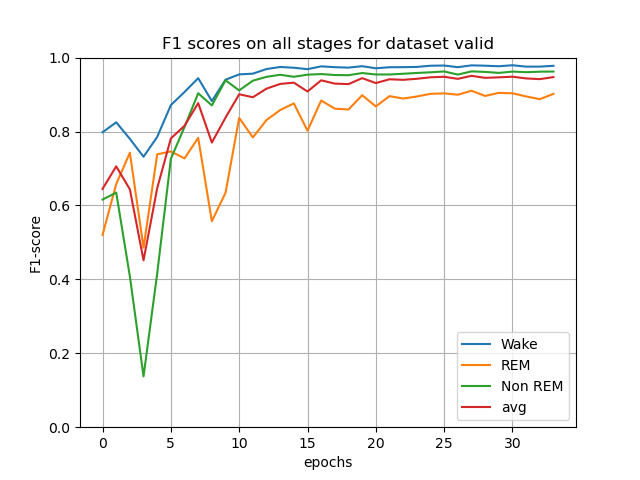 F1 scores on all stages for dataset valid
1.0
0.8
0.6
0.4
0.2
0.0
F1-score
0 5 10 15 20 25 30
epochs
Wake
REM
Non REM
avg